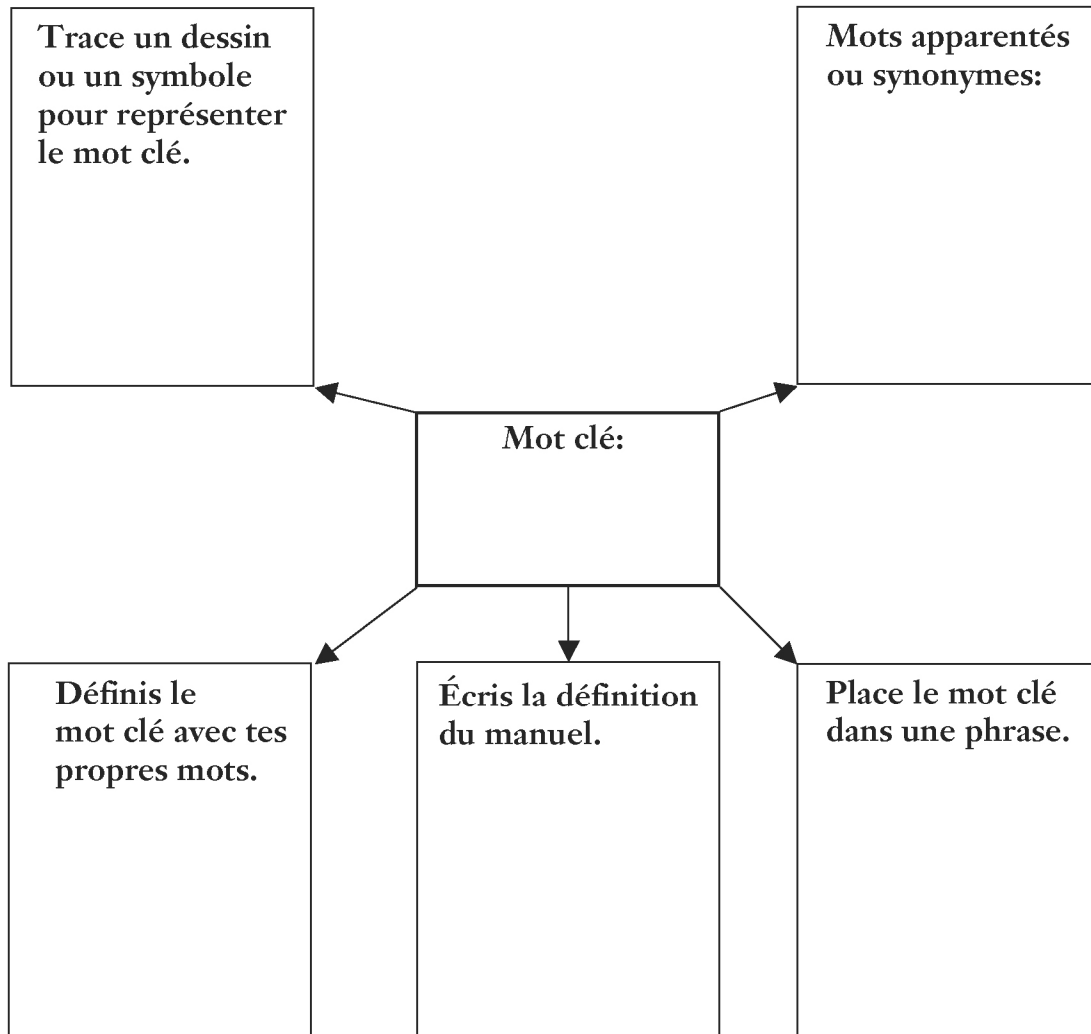 Trace un dessin
ou un symbole
pour représenter
le mot clé.
Mots apparentés
ou synonymes:
Mot clé:
Définis le
mot clé avec tes
propres mots.
Écris la définition
du manuel.
Place le mot clé
dans une phrase.